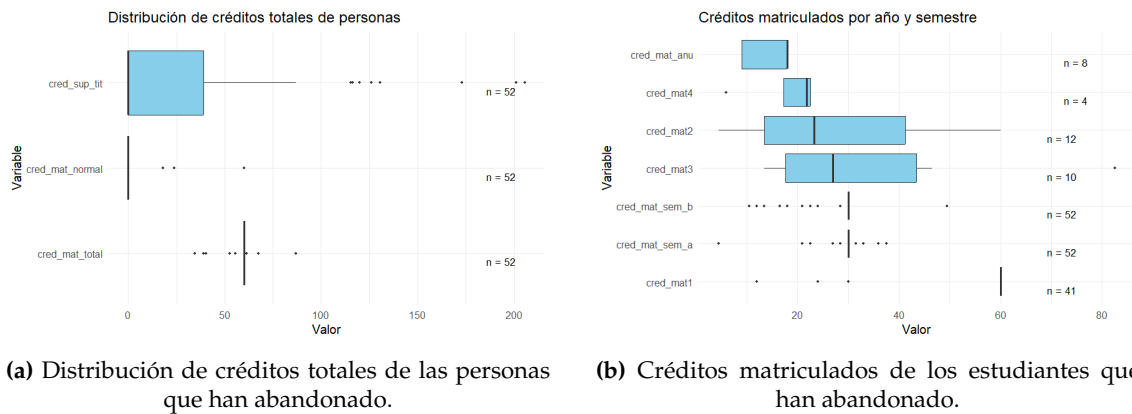 Distribución de créditos totales de personas
Variable
cred_sup_tit
n = 52
cred_mat_normal
n = 52
cred_mat_total
n = 52
0 50 100 150 200
Valor
(a) Distribución de créditos totales de las personas
que han abandonado.
Créditos matriculados por año y semestre
Variable
cred_mat_anu
n = 8
cred_mat4
n = 4
cred_mat2
n = 12
cred_mat3
n = 10
cred_mat_sem_b
n = 52
cred_mat_sem_a
n = 52
cred_mat1
n = 41
20 40 60 80
Valor
(b) Créditos matriculados de los estudiantes que
han abandonado.